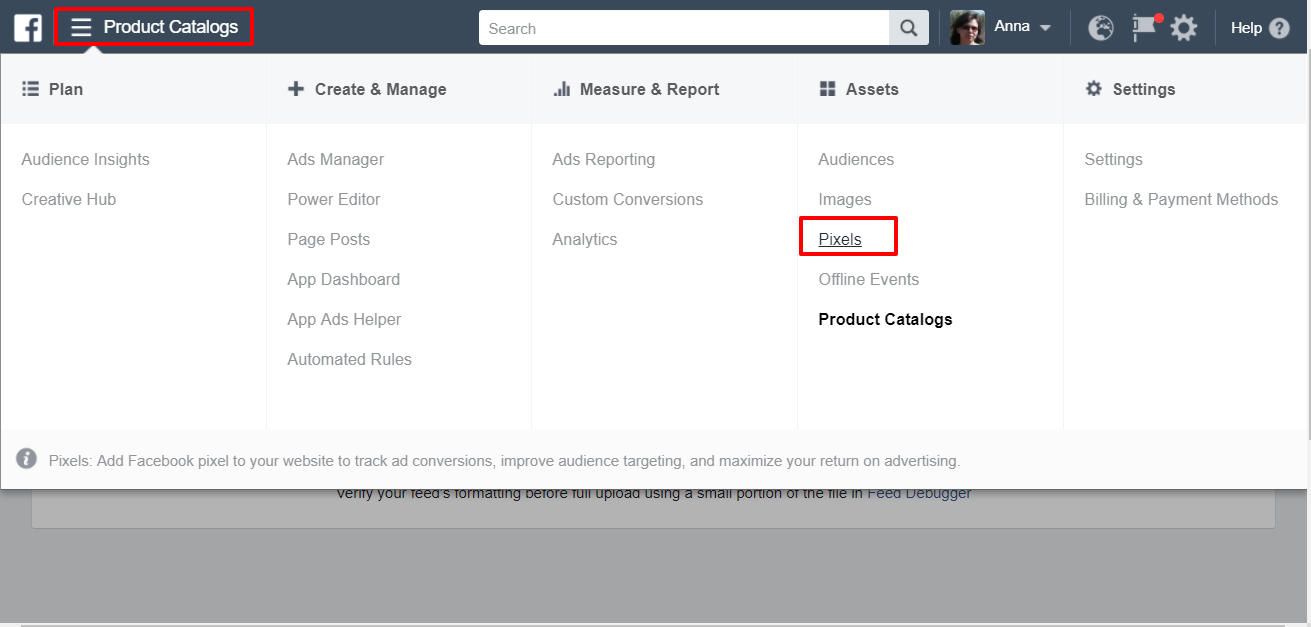 Product Catalogs
Search
Anna
Help
Plan
Create & Manage
Measure & Report
Assets
Settings
Audience Insights
Creative Hub
Ads Manager
Power Editor
Page Posts
App Dashboard
App Ads Helper
Automated Rules
Ads Reporting
Custom Conversions
Analytics
Audiences
Images
Pixels
Offline Events
Product Catalogs
Settings
Billing & Payment Methods
Pixels: Add Facebook pixel to your website to track ad conversions, improve audience targeting, and maximize your return on advertising.
Verify your feed's formatting before full upload using a small portion of the file in Feed Debugger